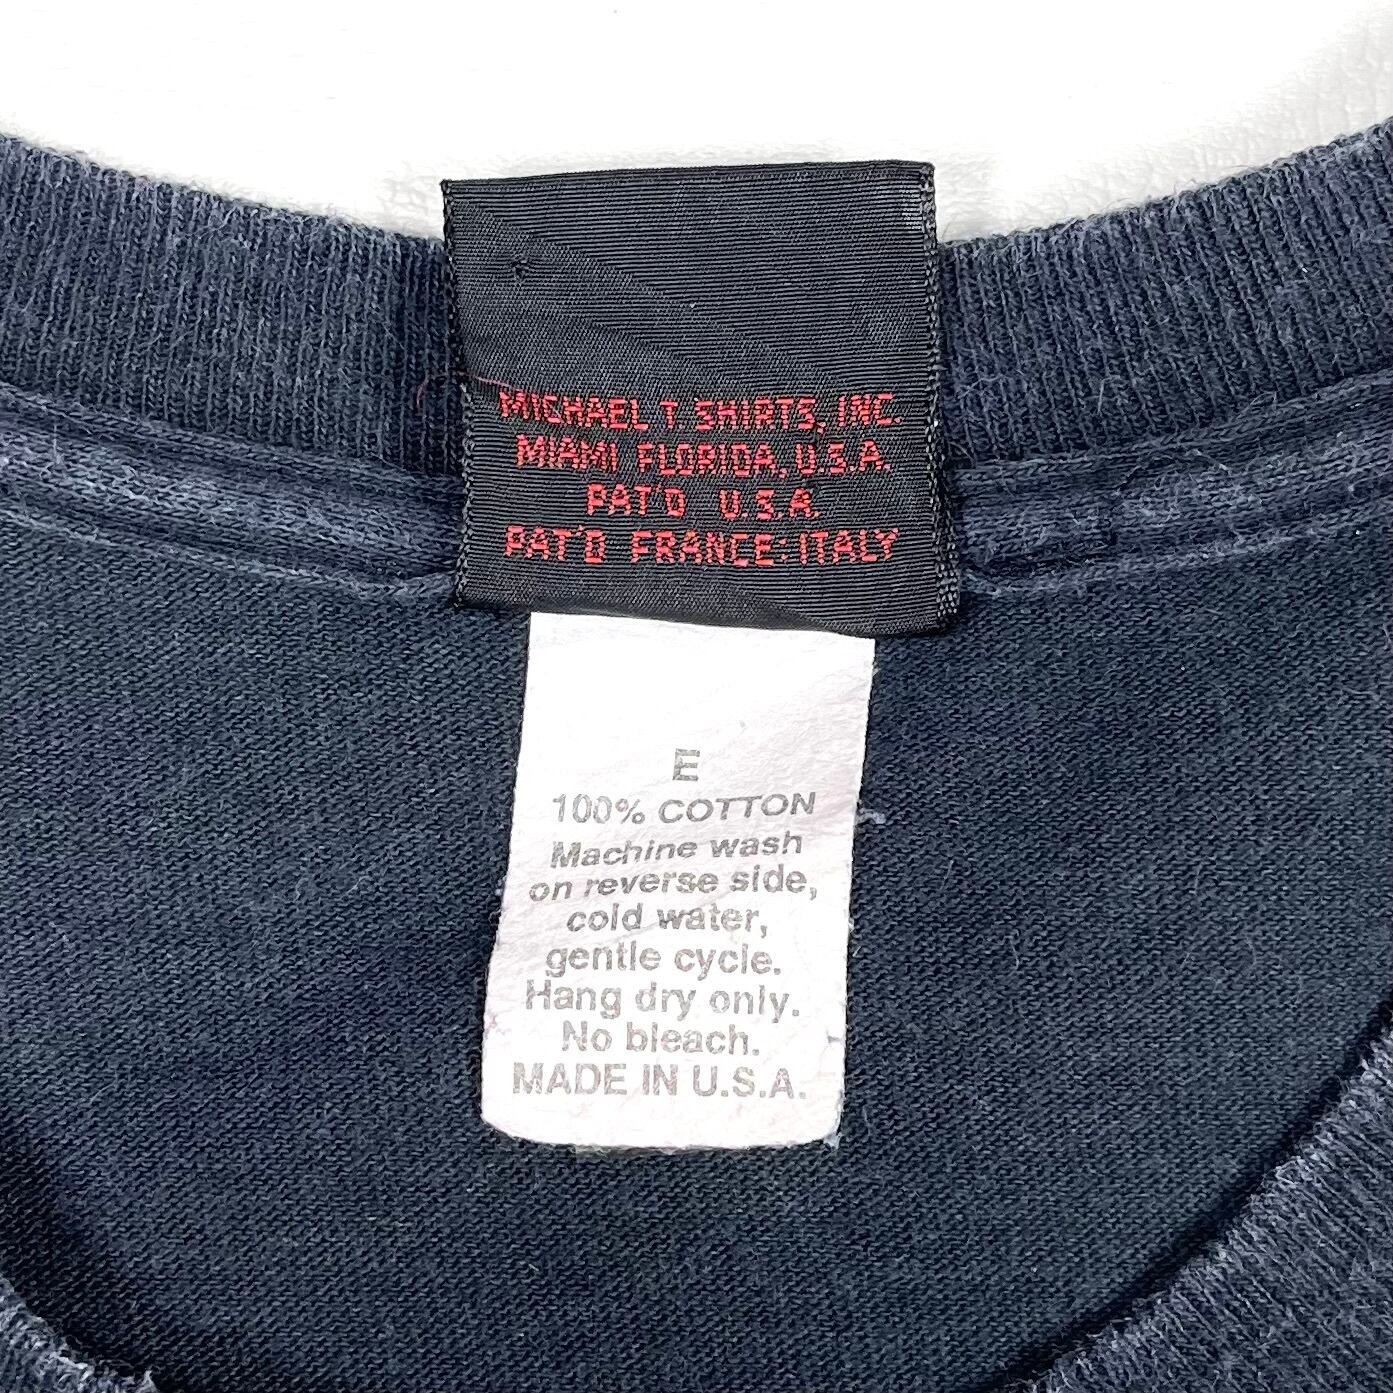 MICHAEL T SHIRTS, INC.
MIAMI FLORIDA, U.S.A.
PAT'D U.S.A.
PAT'D FRANCE-ITALY
E
100% COTTON
Machine wash
on reverse side,
cold water,
gentle cycle.
Hang dry only.
No bleach.
MADE IN U.S.A.